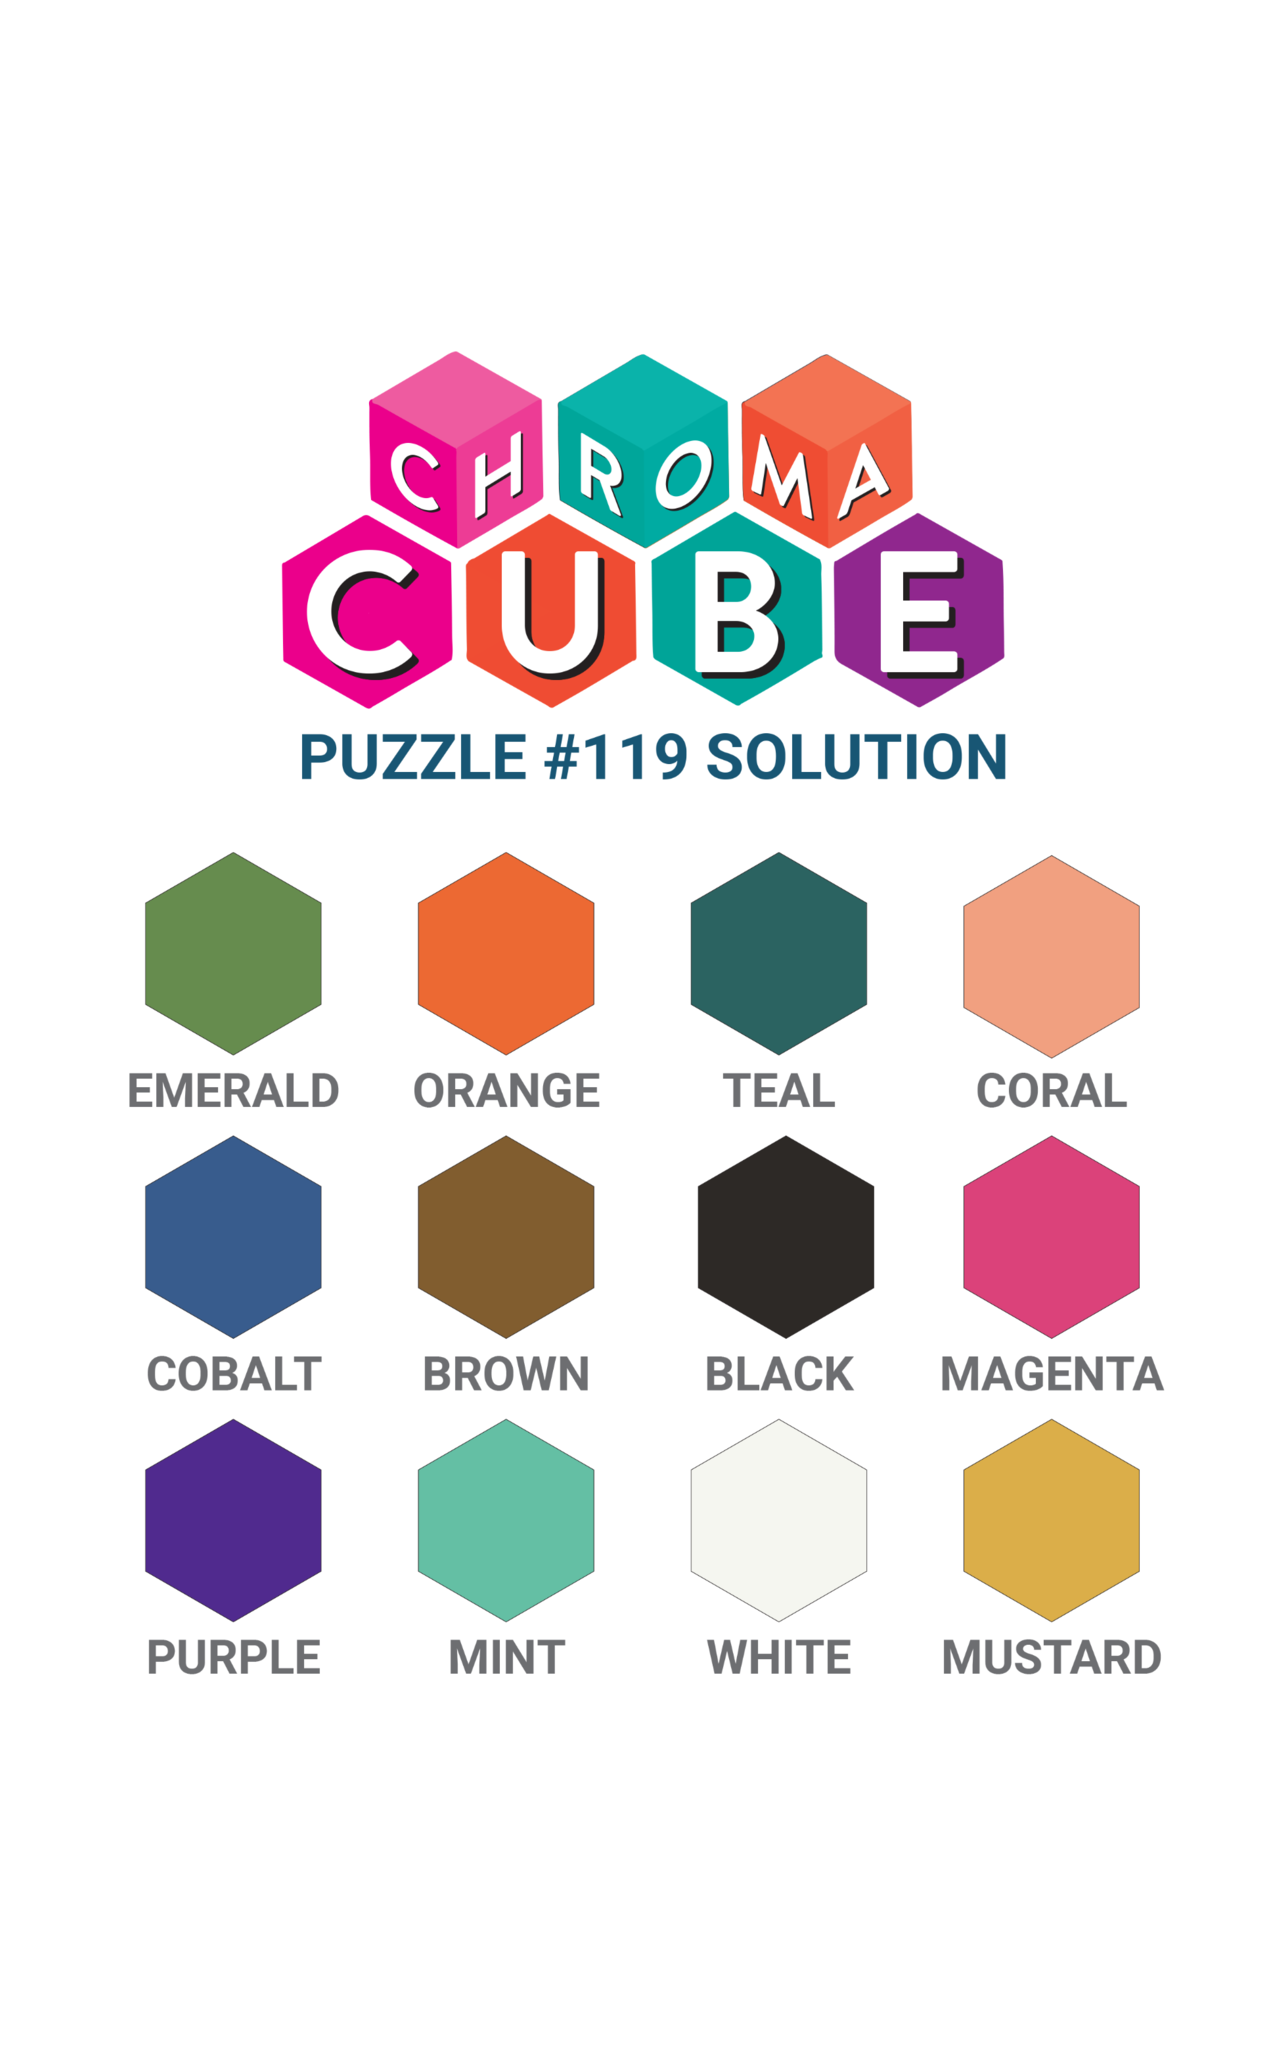 CHROMA
CUBE
PUZZLE #119 SOLUTION
EMERALD ORANGE TEAL CORAL
COBALT BROWN BLACK MAGENTA
PURPLE MINT WHITE MUSTARD